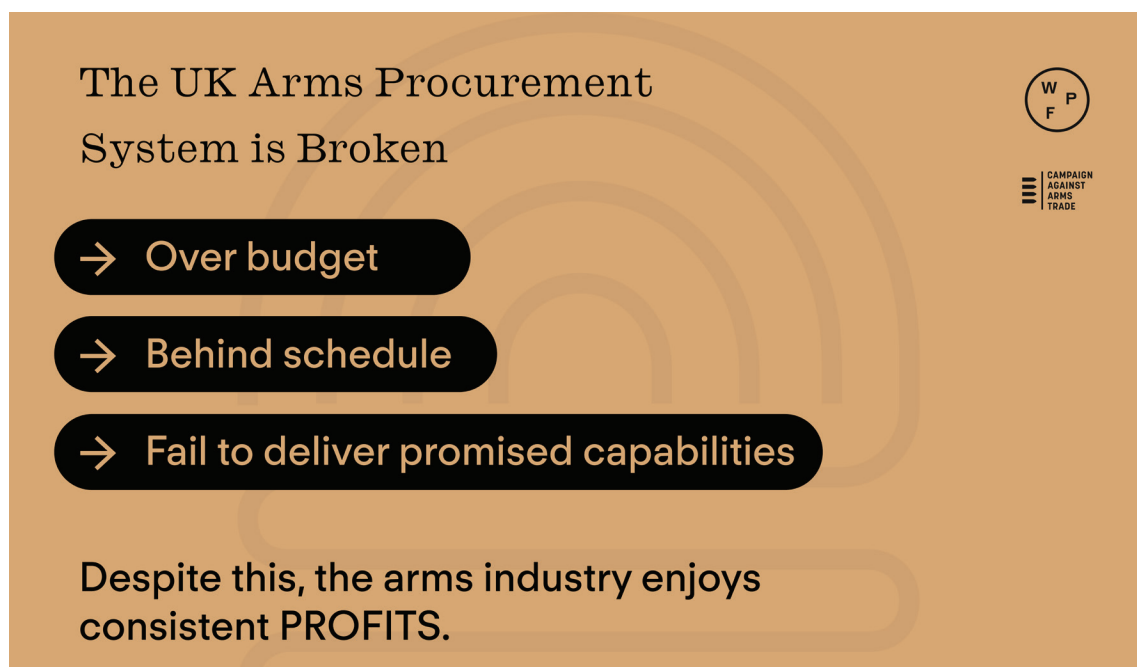 The UK Arms Procurement
System is Broken
W P
F
CAMPAIGN
AGAINST
ARMS
TRADE
→ Over budget
→ Behind schedule
→ Fail to deliver promised capabilities
Despite this, the arms industry enjoys
consistent PROFITS.